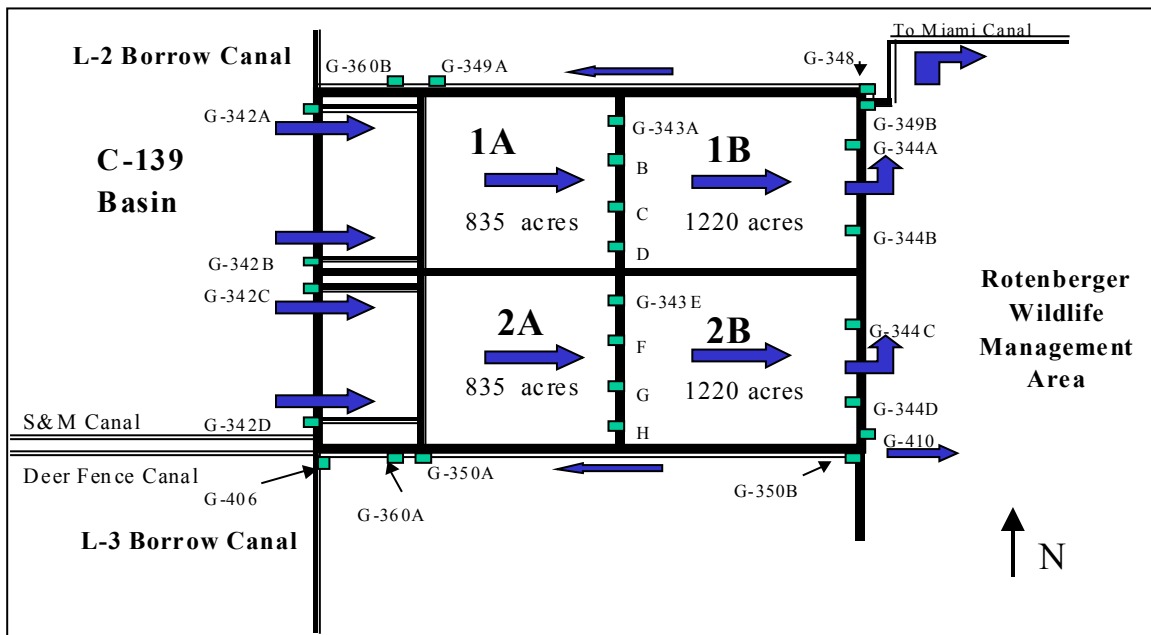 To Miami Canal
L-2 Borrow Canal
G-360B
G-349A
G-348
G-342A
G-343A
G-349B
G-344A
C-139
Basin
1A
B
1B
835 acres
C
1220 acres
D
G-344B
G-342B
G-342C
G-343E
Rotenberger
Wildlife
Management
Area
2A
F
2B
G-344C
835 acres
G
1220 acres
S&M Canal
G-342D
H
G-344D
G-410
Deer Fence Canal
G-406
G-350A
G-350B
G-360A
L-3 Borrow Canal
N